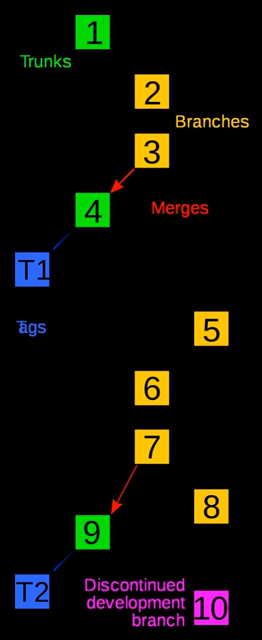 1
Trunks
2
Branches
3
4
Merges
T1
Tags
5
6
7
8
9
T2
Discontinued
development
branch
10